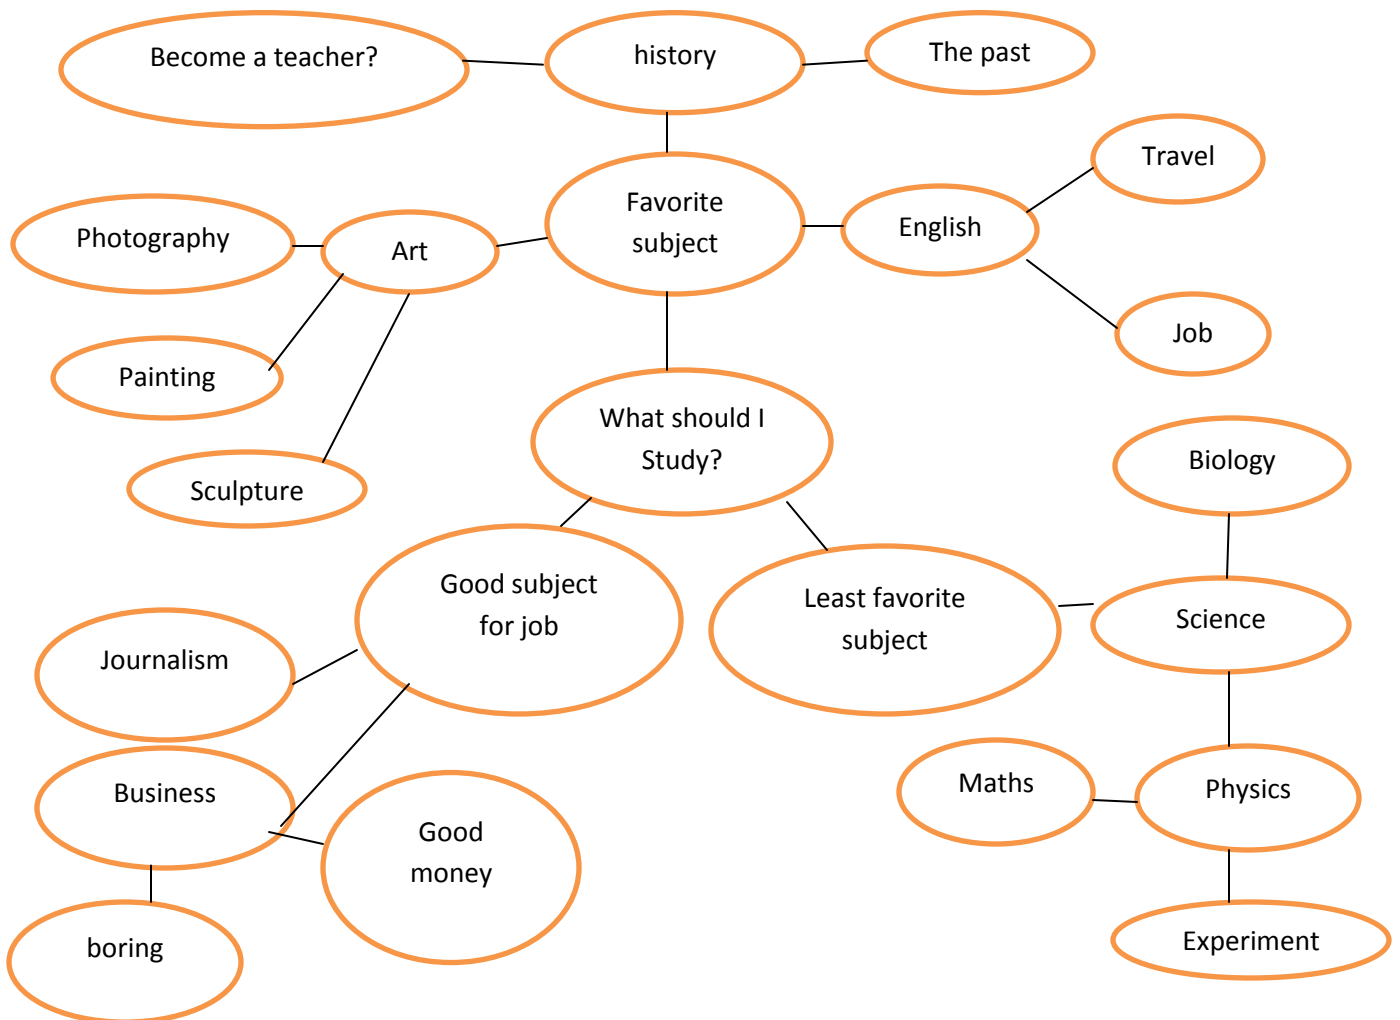 Become a teacher?
history
The past
Travel
Favorite
subject
English
Photography
Art
Job
Painting
What should I
Study?
Biology
Sculpture
Good subject
for job
Least favorite
subject
Science
Journalism
Maths
Physics
Business
Good
money
boring
Experiment